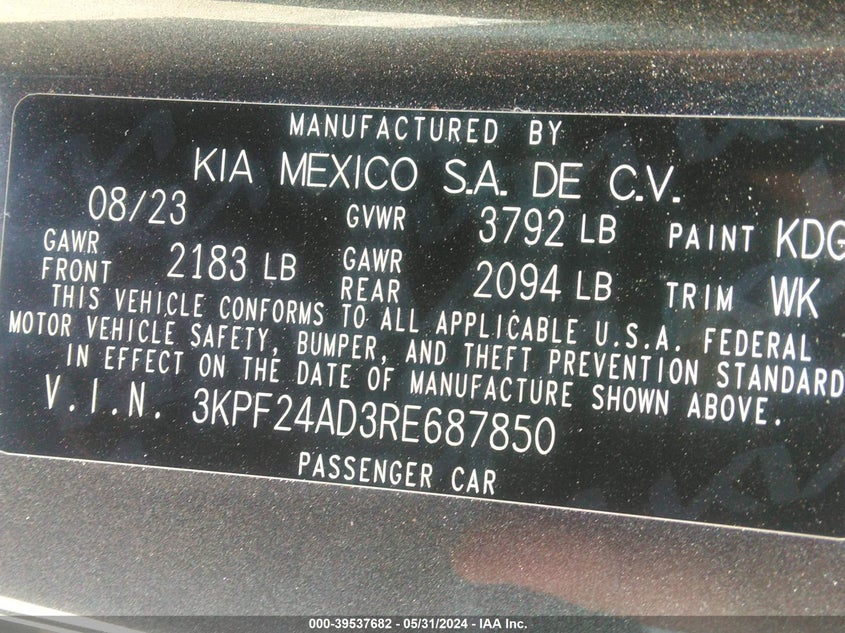 MANUFACTURED BY
KIA MEXICO S.A. DE C.V.
08/23 GVWR 3792 LB PAINT KDG
GAWR FRONT 2183 LB GAWR REAR 2094 LB TRIM WK
THIS VEHICLE CONFORMS TO ALL APPLICABLE U.S.A. FEDERAL
MOTOR VEHICLE SAFETY, BUMPER, AND THEFT PREVENTION STANDARD
IN EFFECT ON THE DATE OF MANUFACTURE SHOWN ABOVE.
V.I.N. 3KPF24AD3RE687850
PASSENGER CAR
000-39537682 - 05/31/2024 - IAA Inc.